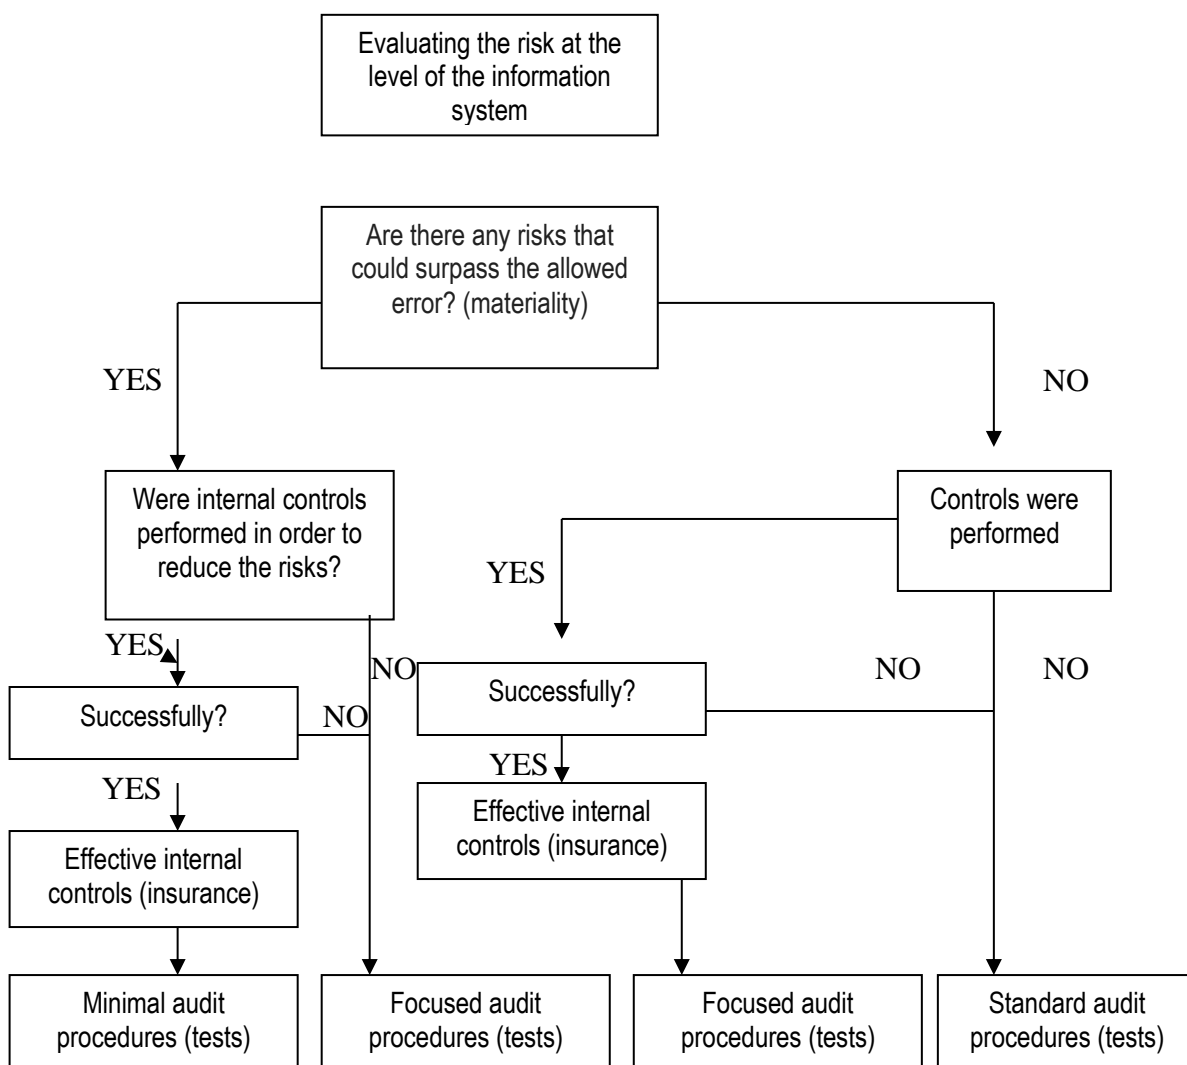 Evaluating the risk at the
level of the information
system
Are there any risks that
could surpass the allowed
error? (materiality)
YES
NO
Were internal controls
performed in order to
reduce the risks?
Controls were
performed
YES
YES
NO
NO
NO
Successfully?
NO
Successfully?
YES
YES
Effective internal
controls (insurance)
Effective internal
controls (insurance)
Minimal audit
procedures (tests)
Focused audit
procedures (tests)
Focused audit
procedures (tests)
Standard audit
procedures (tests)